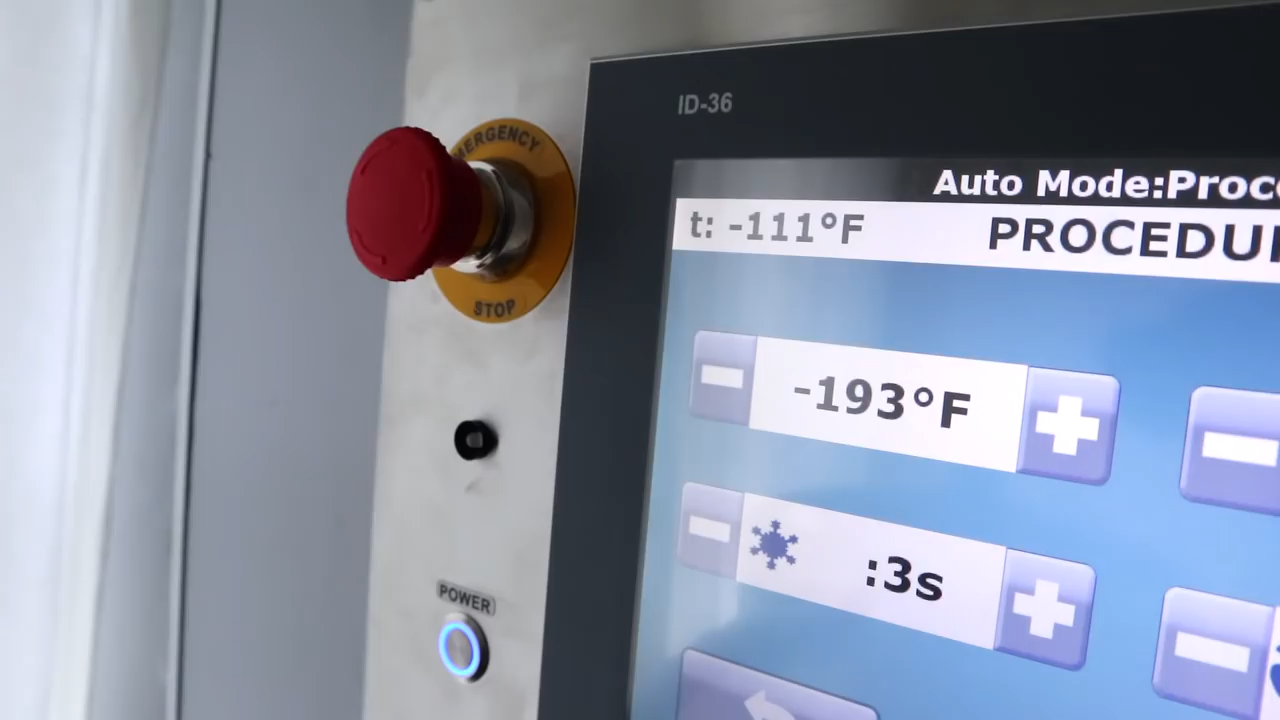 ID-36
EMERGENCY
STOP
Auto Mode:Proc
t: -111°F
PROCEDU
-193°F
:3s
POWER